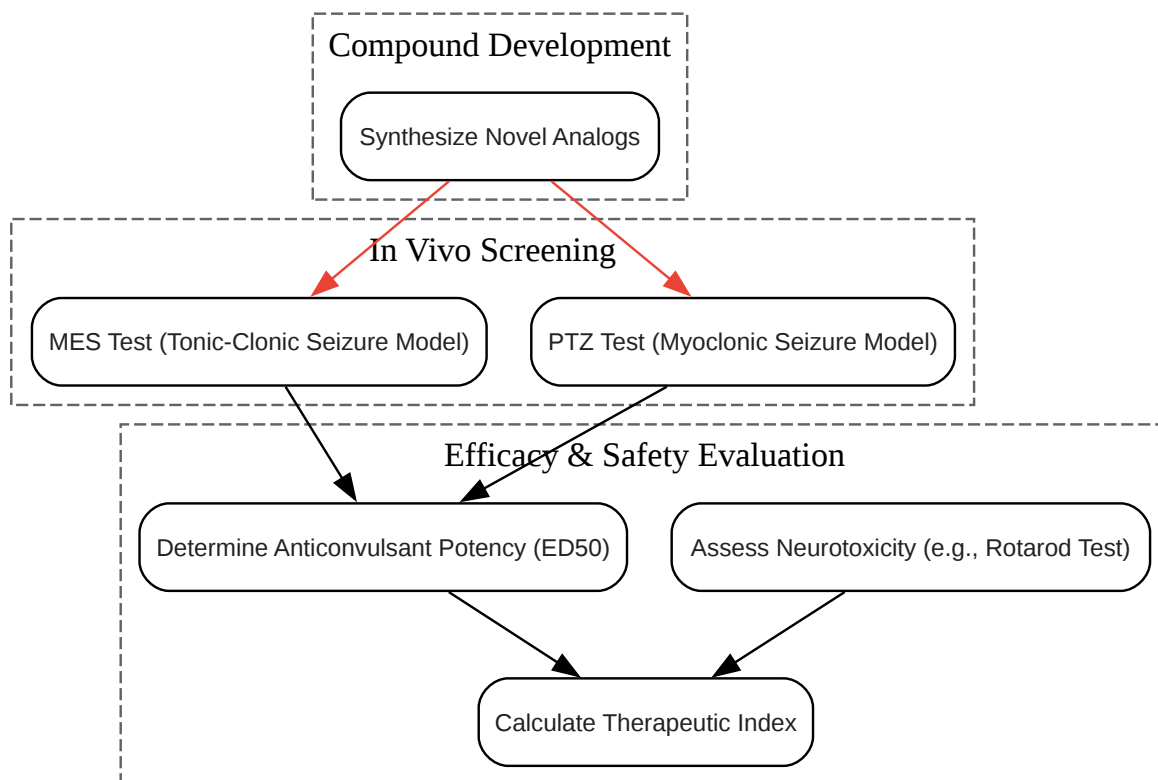 Compound Development
Synthesize Novel Analogs
In Vivo Screening
MES Test (Tonic-Clonic Seizure Model)
PTZ Test (Myoclonic Seizure Model)
Efficacy & Safety Evaluation
Determine Anticonvulsant Potency (ED50)
Assess Neurotoxicity (e.g., Rotarod Test)
Calculate Therapeutic Index